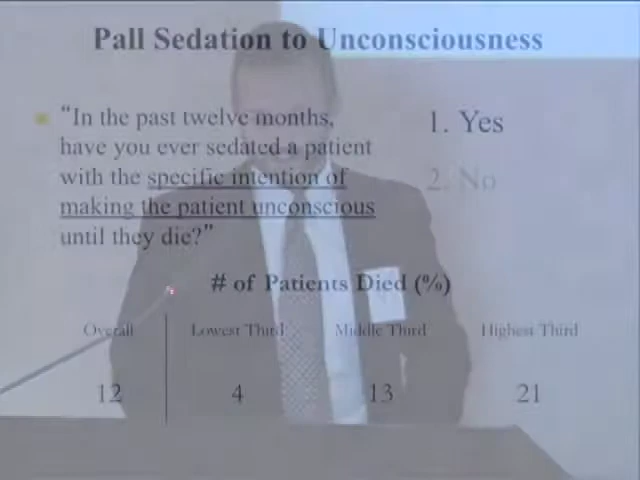 Pall Sedation to Unconsciousness
"In the past twelve months, 
have you ever sedated a patient
with the specific intention of
making the patient unconscious
until they die?"
1. Yes
2. No
# of Patients Died (%)
Overall Lowest Third Middle Third Highest Third
12 4 13 21